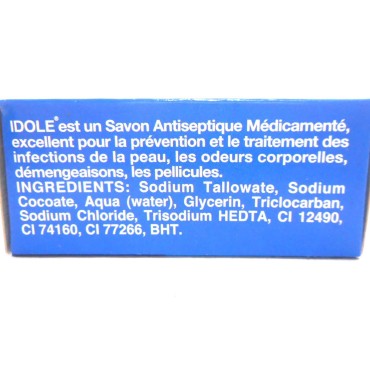 IDOLE® est un Savon Antiseptique Médicamenté,
excellent pour la prévention et le traitement des
infections de la peau, les odeurs corporelles,
démengeaisons, les pellicules.
INGREDIENTS: Sodium Tallowate, Sodium
Cocoate, Aqua (water), Glycerin, Triclocarban,
Sodium Chloride, Trisodium HEDTA, CI 12490,
CI 74160, CI 77266, BHT.